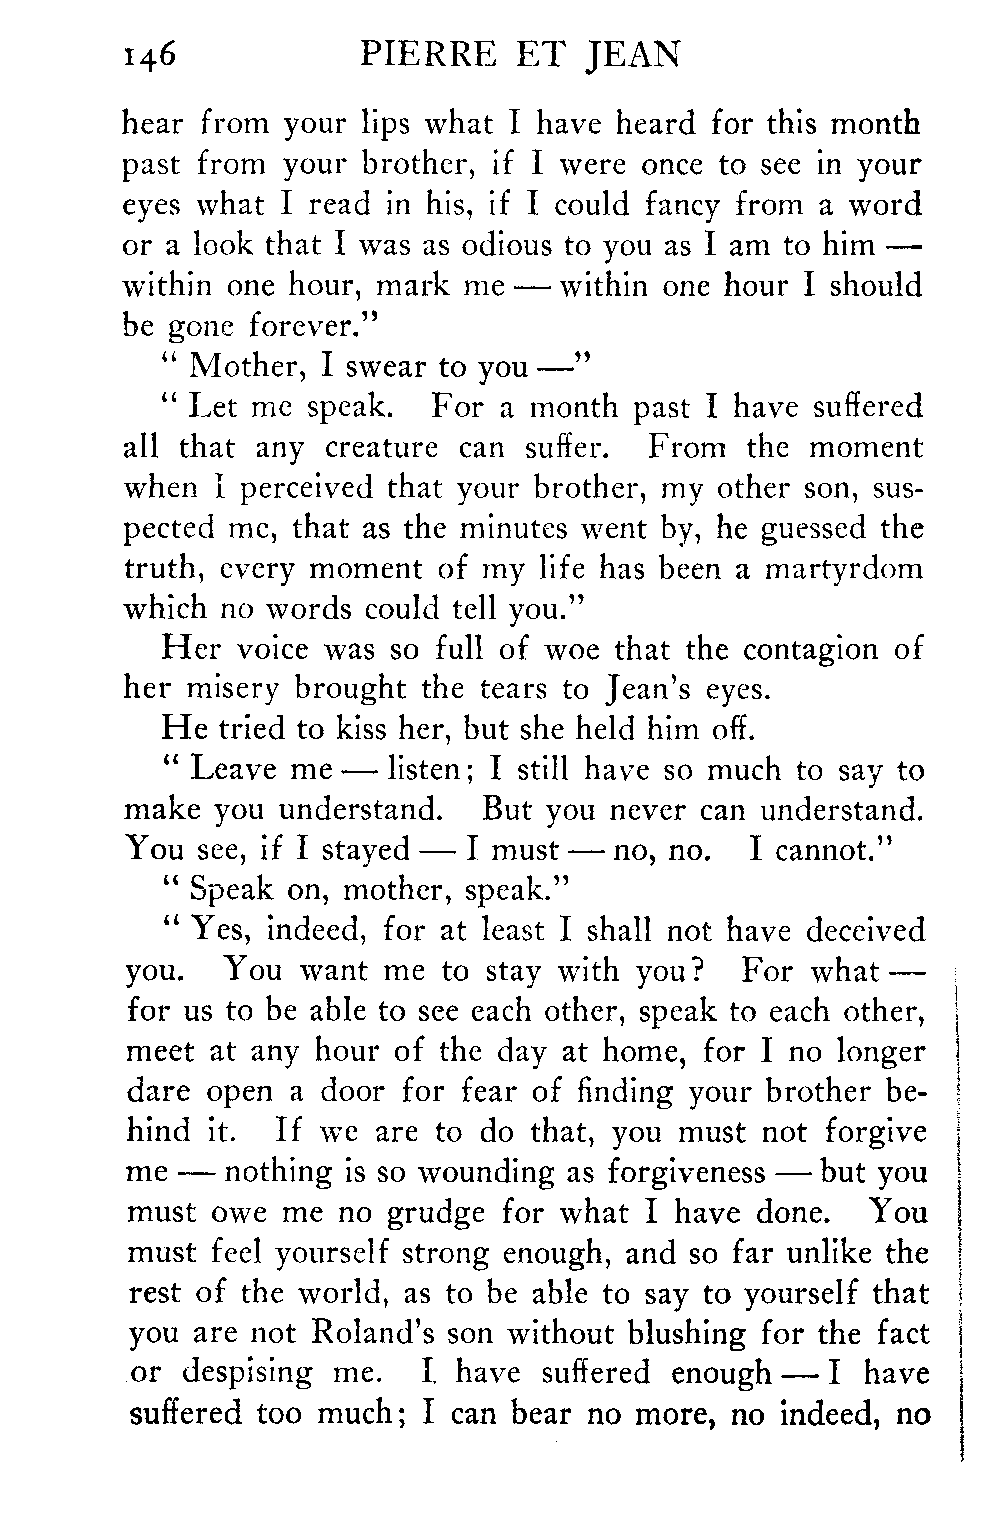 146 PIERRE ET JEAN
hear from your lips what I have heard for this month
past from your brother, if I were once to see in your
eyes what I read in his, if I could fancy from a word
or a look that I was as odious to you as I am to him —
within one hour, mark me — within one hour I should
be gone forever."
" Mother, I swear to you —"
" Let me speak. For a month past I have suffered
all that any creature can suffer. From the moment
when I perceived that your brother, my other son, sus-
pected me, that as the minutes went by, he guessed the
truth, every moment of my life has been a martyrdom
which no words could tell you."
Her voice was so full of woe that the contagion of
her misery brought the tears to Jean's eyes.
He tried to kiss her, but she held him off.
" Leave me — listen; I still have so much to say to
make you understand. But you never can understand.
You see, if I stayed — I must — no, no. I cannot."
" Speak on, mother, speak."
" Yes, indeed, for at least I shall not have deceived
you. You want me to stay with you? For what —
for us to be able to see each other, speak to each other,
meet at any hour of the day at home, for I no longer
dare open a door for fear of finding your brother be-
hind it. If we are to do that, you must not forgive
me — nothing is so wounding as forgiveness — but you
must owe me no grudge for what I have done. You
must feel yourself strong enough, and so far unlike the
rest of the world, as to be able to say to yourself that
you are not Roland's son without blushing for the fact
or despising me. I have suffered enough — I have
suffered too much; I can bear no more, no indeed, no